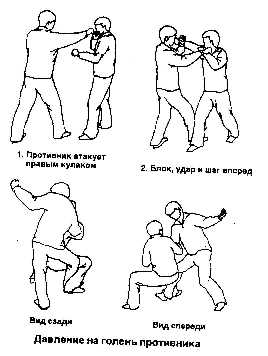 1. Противник атакует
правым кулаком
2. Блок, удар и шаг вперед
Вид сзади
Вид спереди
Давление на голень противника